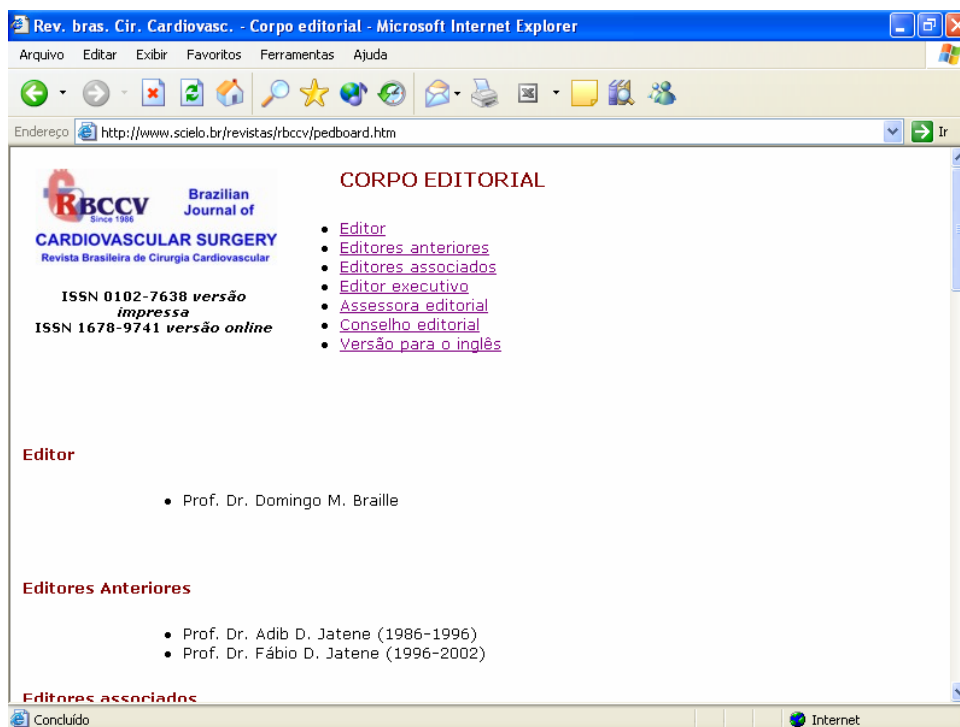 Rev. bras. Cir. Cardiovasc. - Corpo editorial - Microsoft Internet Explorer
Arquivo Editar Exibir Favoritos Ferramentas Ajuda
Endereço http://www.scielo.br/revistas/rbccv/pedboard.htm Ir
RBCCV
Since 1986
Brazilian
Journal of
CARDIOVASCULAR SURGERY
Revista Brasileira de Cirurgia Cardiovascular
ISSN 0102-7638 versão
impressa
ISSN 1678-9741 versão online
CORPO EDITORIAL
Editor
Editores anteriores
Editores associados
Editor executivo
Assessora editorial
Conselho editorial
Versão para o inglês
Editor
Prof. Dr. Domingo M. Braille
Editores Anteriores
Prof. Dr. Adib D. Jatene (1986-1996)
Prof. Dr. Fábio D. Jatene (1996-2002)
Editores associados
Concluído Internet